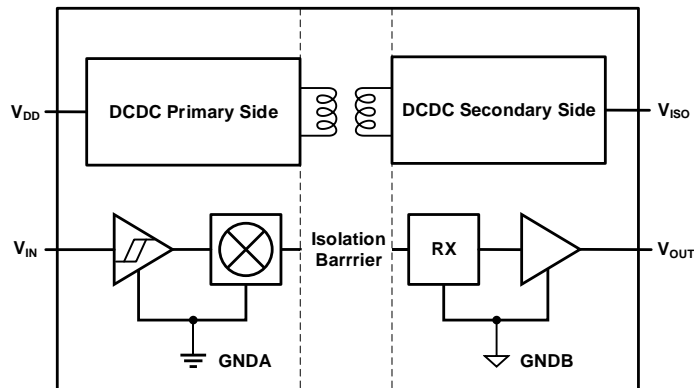 DCDC Primary Side
DCDC Secondary Side
VDD
VISO
VIN
Isolation
Barrrier
RX
VOUT
GNDA
GNDB